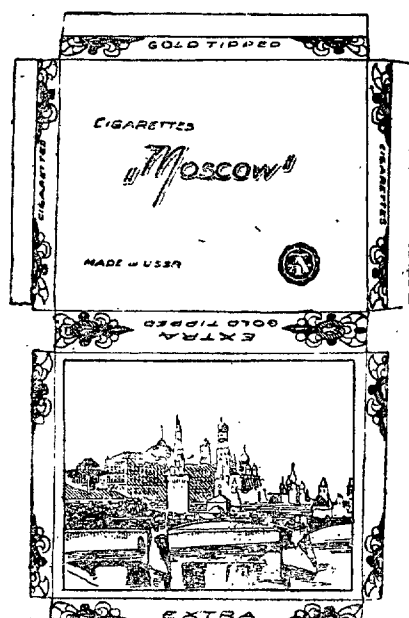 GOLD TIPPED
CIGARETTES
CIGARETTES
„Moscow"
CIGARETTES
MADE IN USSR
EXTRA
GOLD TIPPED
EXTRA